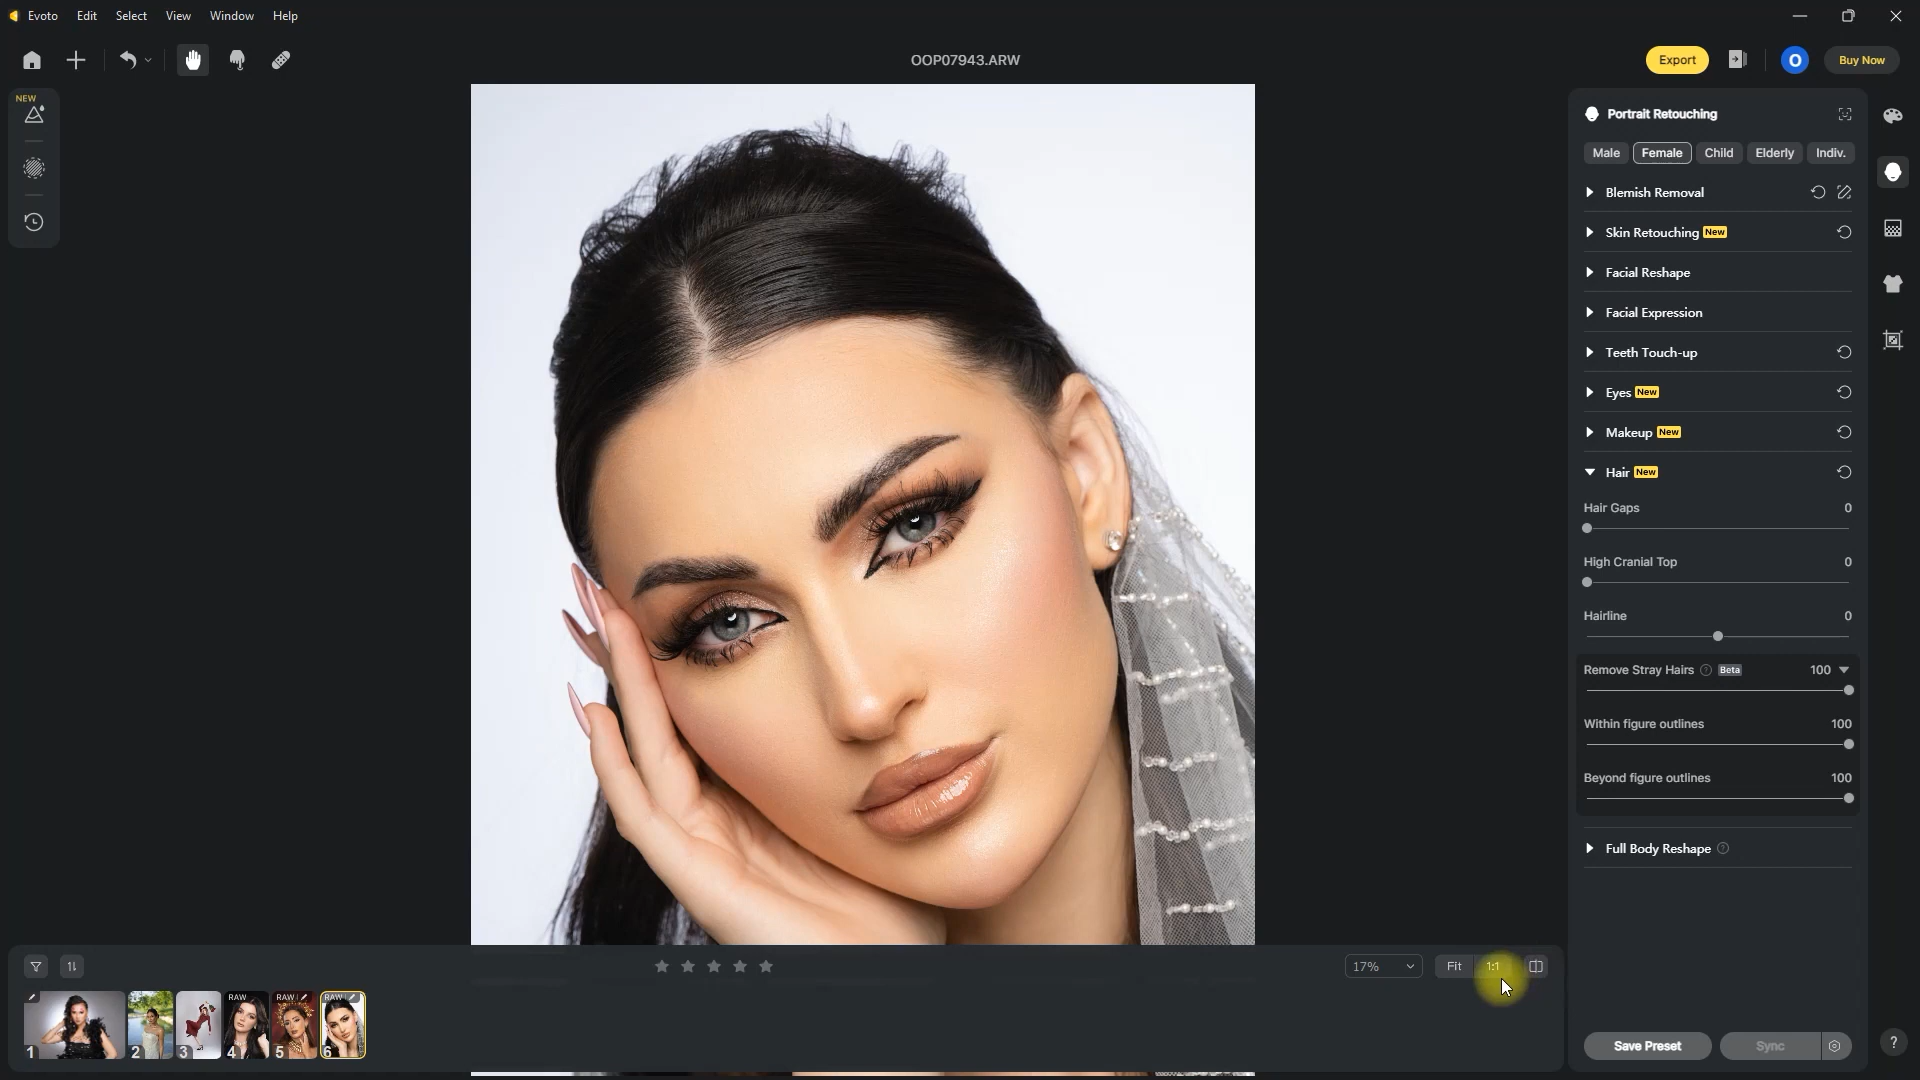 Evoto Edit Select View Window Help
OOP07943.ARW
Export
O
Buy Now
NEW
Portrait Retouching
Male Female Child Elderly Indiv.
Blemish Removal
Skin Retouching New
Facial Reshape
Facial Expression
Teeth Touch-up
Eyes New
Makeup New
Hair New
Hair Gaps 0
High Cranial Top 0
Hairline 0
Remove Stray Hairs ? Beta 100
Within figure outlines 100
Beyond figure outlines 100
Full Body Reshape ?
17% Fit 1:1
RAW RAW RAW
1 2 3 4 5 6
Save Preset Sync ?